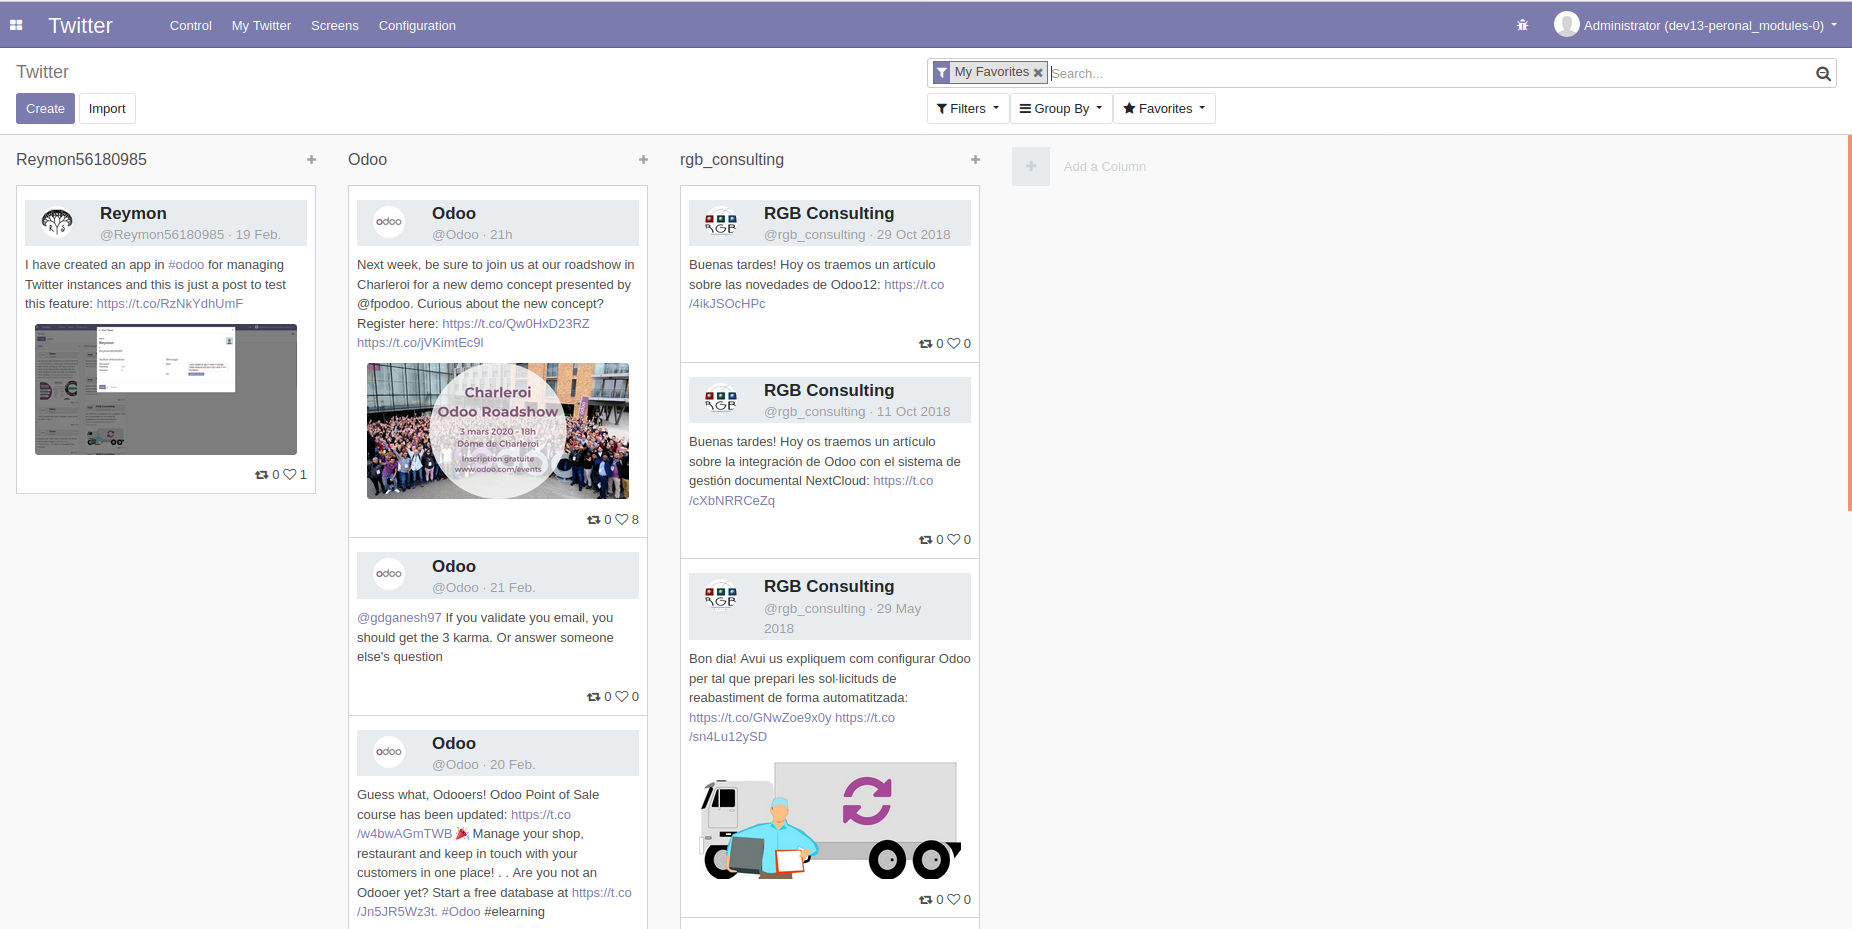 Twitter
Control
My Twitter
Screens
Configuration
Administrator (dev13-peronal_modules-0)
Twitter
My Favorites
Search...
Create
Import
Filters
Group By
Favorites
Reymon56180985
Reymon
@Reymon56180985 · 19 Feb.
I have created an app in #odoo for managing
Twitter instances and this is just a post to test
this feature: https://t.co/RzNkYdhUmF
0 1
Odoo
odoo
Odoo
@Odoo · 21h
Next week, be sure to join us at our roadshow in
Charleroi for a new demo concept presented by
@fpodoo. Curious about the new concept?
Register here: https://t.co/Qw0HxD23RZ
https://t.co/jVKimtEc9l
Charleroi
Odoo Roadshow
3 mars 2020 - 18h
Dôme de Charleroi
Inscription gratuite
www.odoo.com/events
0 8
odoo
Odoo
@Odoo · 21 Feb.
@gdganesh97 If you validate you email, you
should get the 3 karma. Or answer someone
else's question
0 0
odoo
Odoo
@Odoo · 20 Feb.
Guess what, Odooers! Odoo Point of Sale
course has been updated: https://t.co
/w4bwAGmTWB 🎉 Manage your shop,
restaurant and keep in touch with your
customers in one place! . . Are you not an
Odooer yet? Start a free database at https://t.co
/Jn5JR5Wz3t. #Odoo #elearning
rgb_consulting
RGB
RGB Consulting
@rgb_consulting · 29 Oct 2018
Buenas tardes! Hoy os traemos un artículo
sobre las novedades de Odoo12: https://t.co
/4ikJSOcHPc
0 0
RGB
RGB Consulting
@rgb_consulting · 11 Oct 2018
Buenas tardes! Hoy os traemos un artículo
sobre la integración de Odoo con el sistema de
gestión documental NextCloud: https://t.co
/cXbNRRCeZq
0 0
RGB
RGB Consulting
@rgb_consulting · 29 May
2018
Bon dia! Avui us expliquem com configurar Odoo
per tal que prepari les sol·licituds de
reabastiment de forma automatitzada:
https://t.co/GNwZoe9x0y https://t.co
/sn4Lu12ySD
0 0
Add a Column